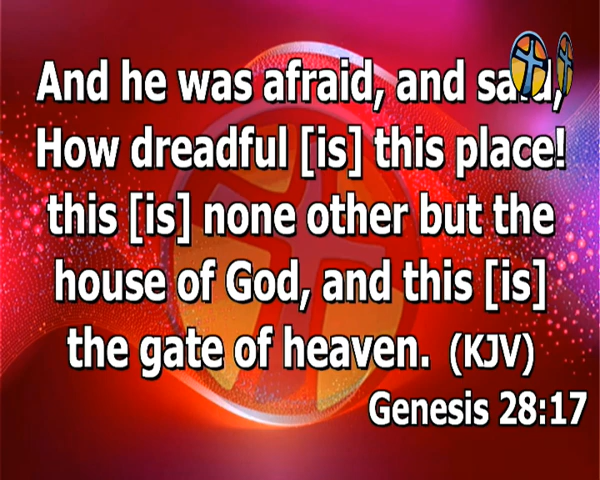 And he was afraid, and said,
How dreadful [is] this place!
this [is] none other but the
house of God, and this [is]
the gate of heaven. (KJV)
Genesis 28:17